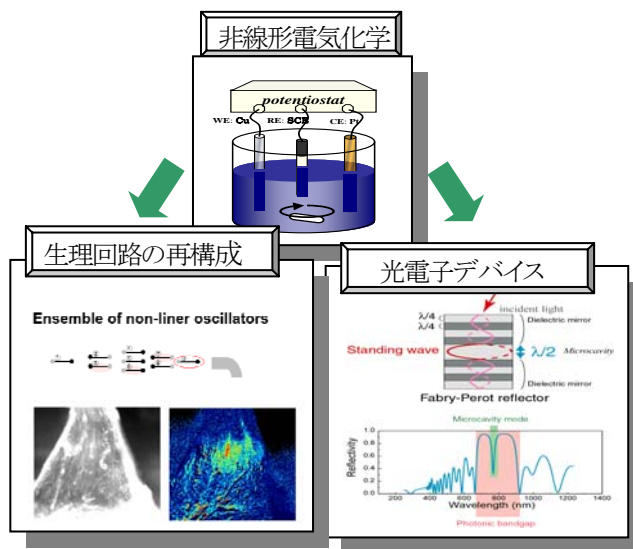 非線形電気化学
potentiostat
WE: Cu RE: SCE CE: Pt
生理回路の再構成
Ensemble of non-liner oscillators
光電子デバイス
incident light
λ/4
λ/4
Dielectric mirror
Standing wave
λ/2
Microcavity
Dielectric mirror
Fabry-Perot reflector
Microcavity mode
Reflectivity
1.0
0.8
0.6
0.4
0.2
0.0
200 400 600 800 1000 1200 1400
Wavelength (nm)
Photonic bandgap